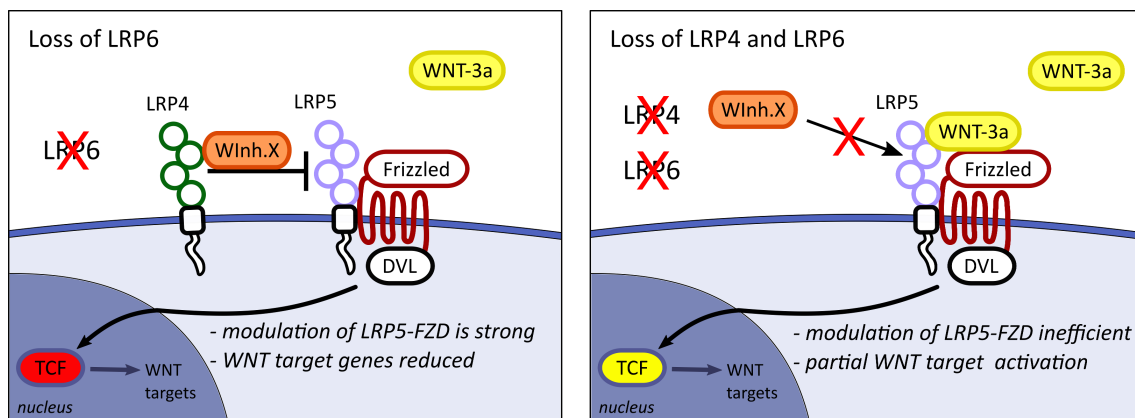 Loss of LRP6
WNT-3a
LRP4
LRP5
LRP6
WInh.X
Frizzled
DVL
- modulation of LRP5-FZD is strong
- WNT target genes reduced
TCF
WNT
targets
nucleus
Loss of LRP4 and LRP6
WNT-3a
LRP4
WInh.X
LRP5
WNT-3a
LRP6
Frizzled
DVL
- modulation of LRP5-FZD inefficient
- partial WNT target activation
TCF
WNT
targets
nucleus